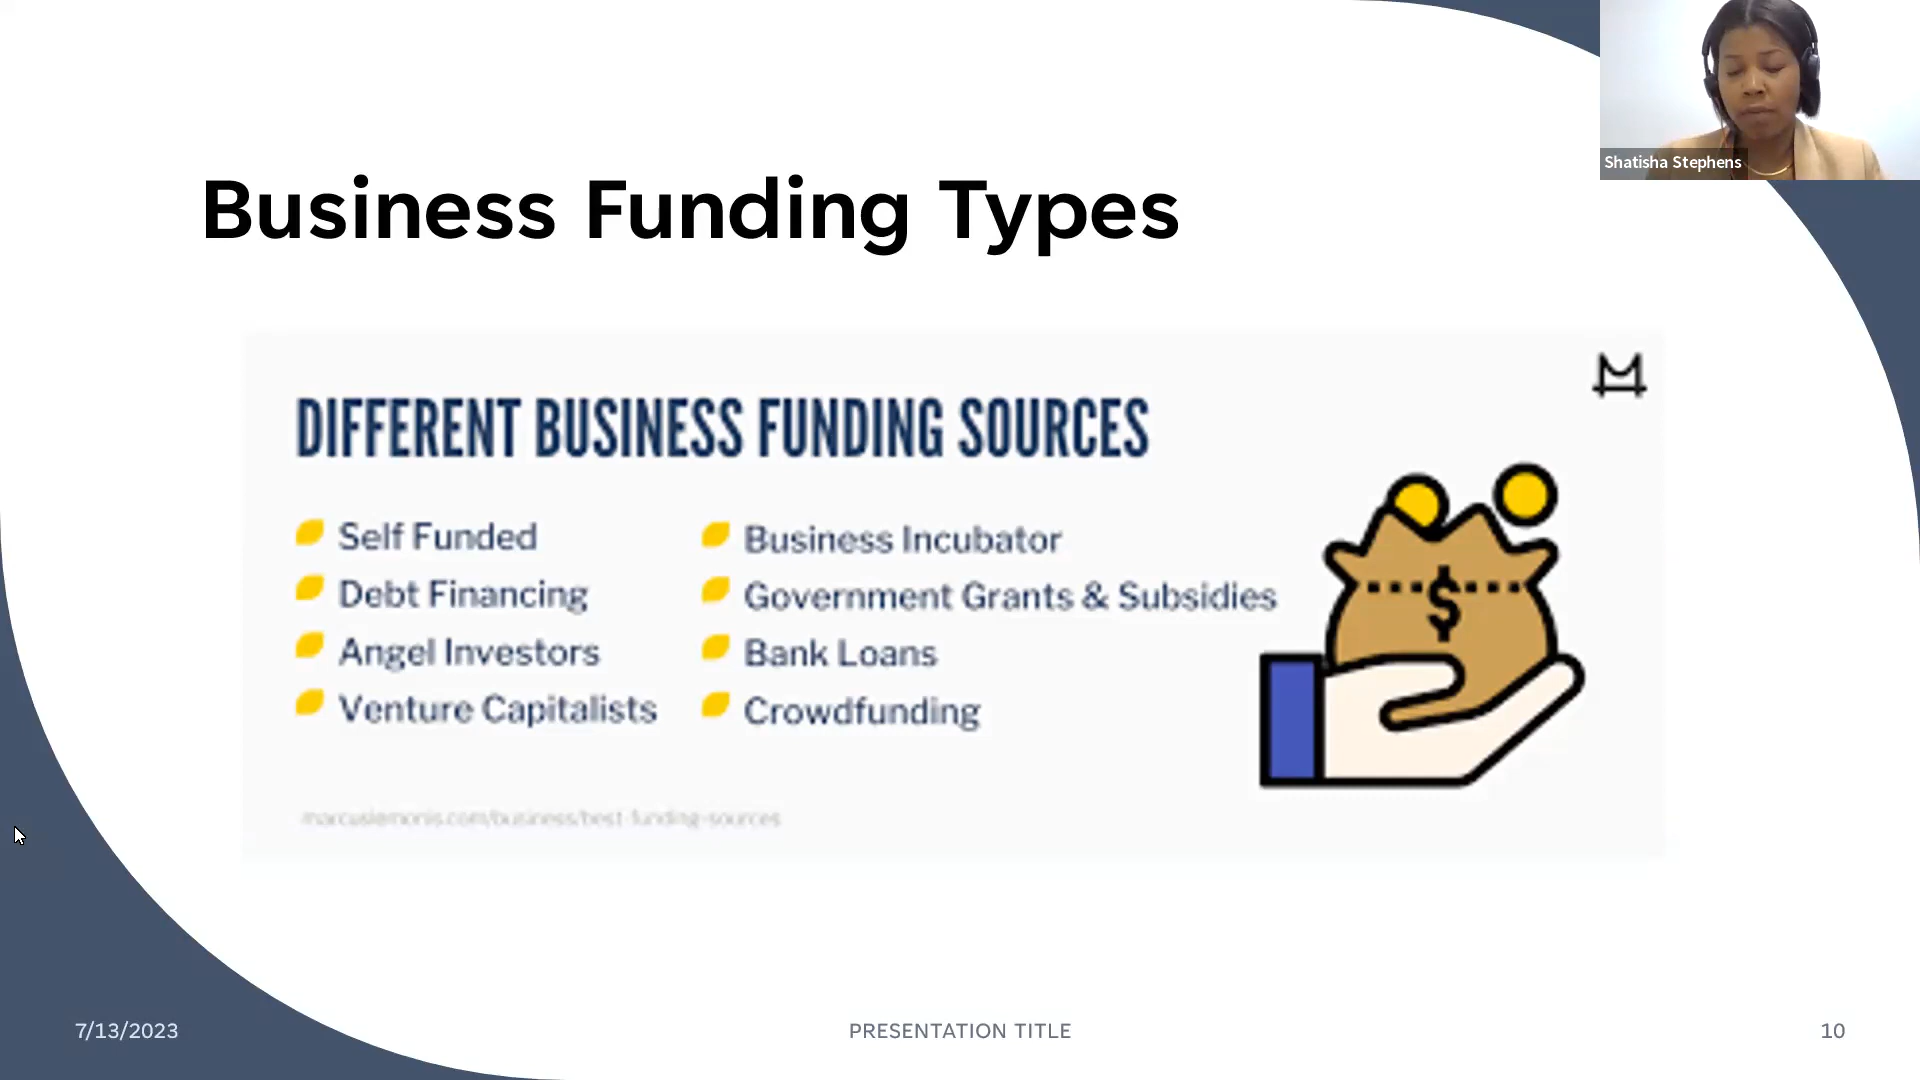 Shatisha Stephens
Business Funding Types
DIFFERENT BUSINESS FUNDING SOURCES
Self Funded
Debt Financing
Angel Investors
Venture Capitalists
Business Incubator
Government Grants & Subsidies
Bank Loans
Crowdfunding
$
marcuslemonis.com/business/best-funding-sources
7/13/2023
PRESENTATION TITLE
10